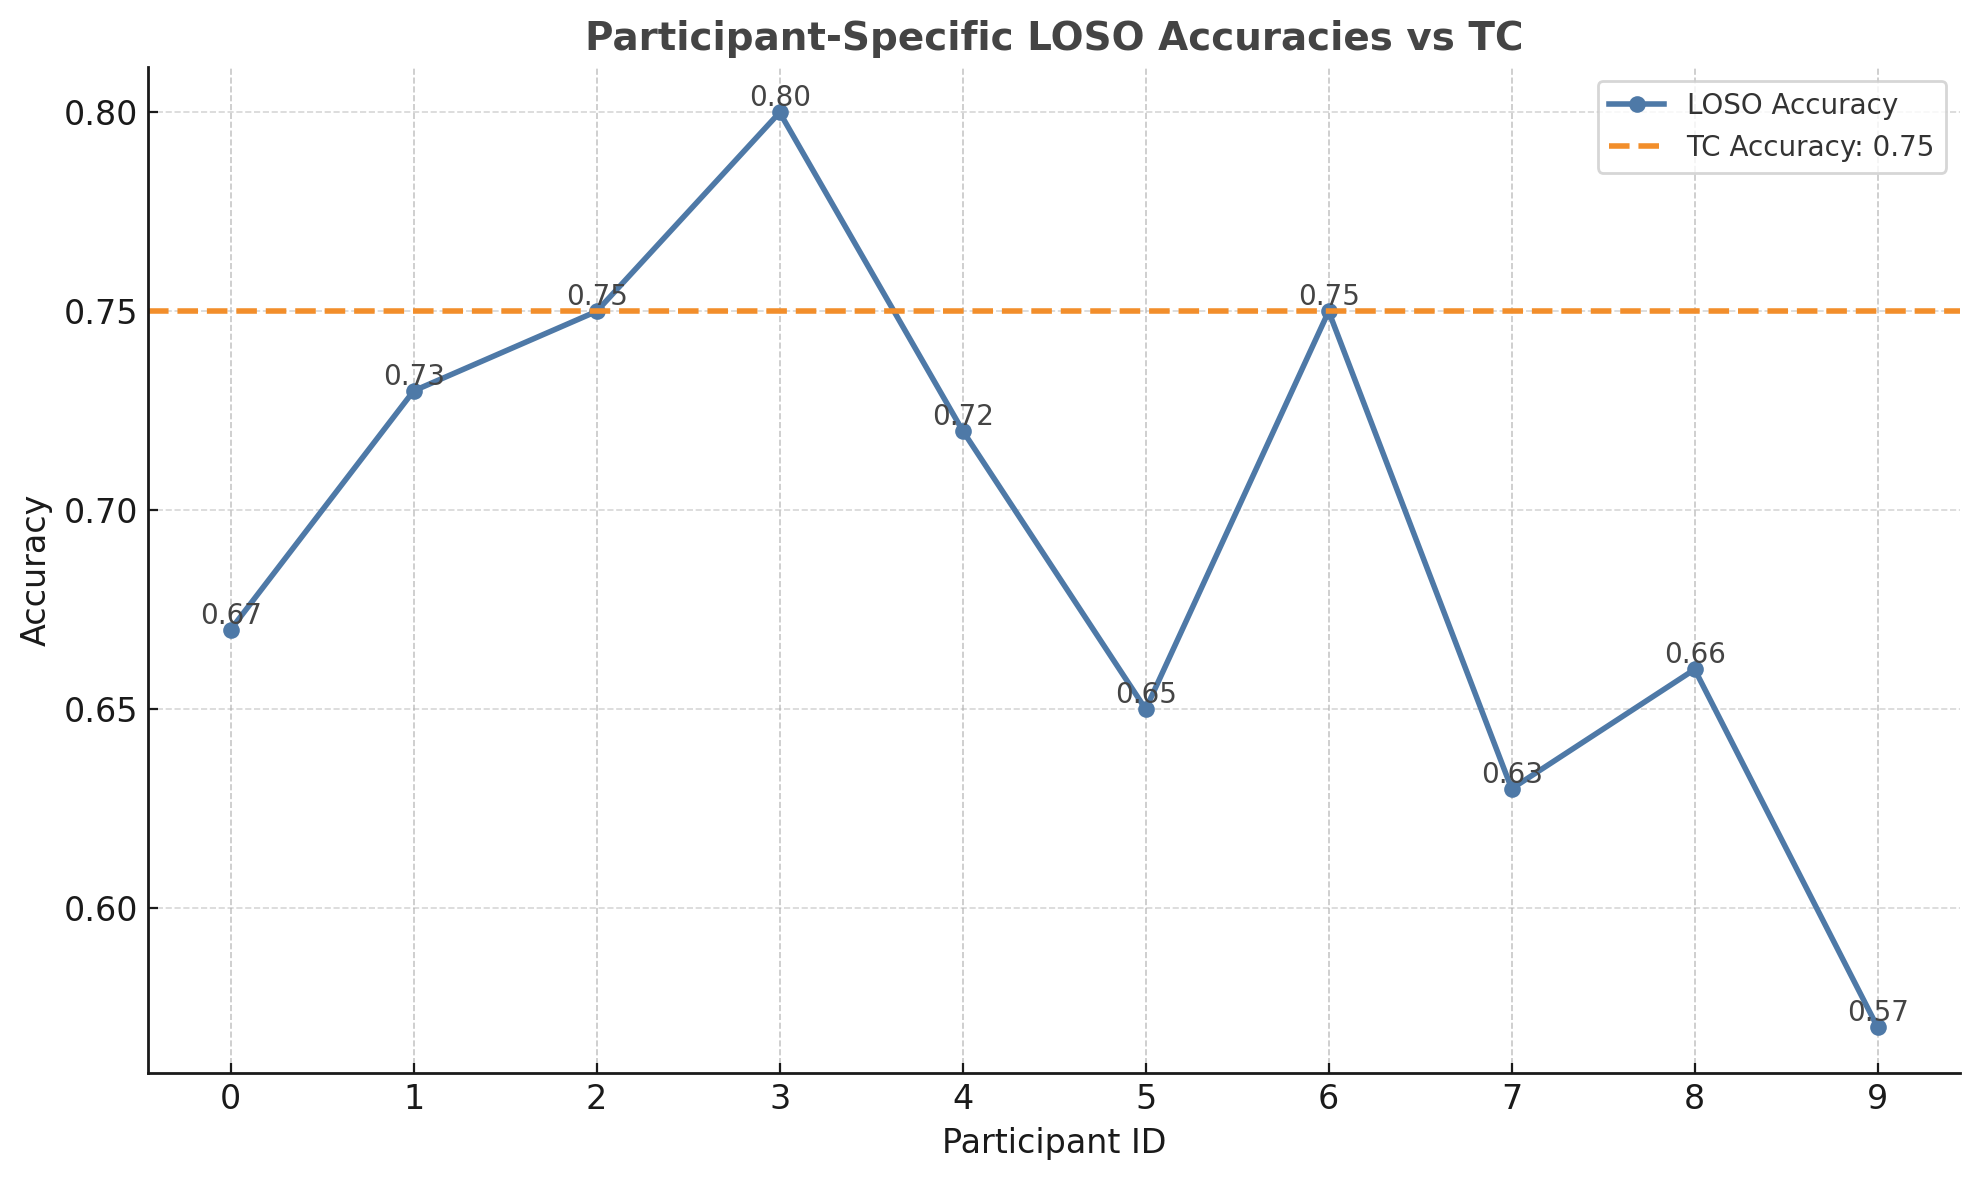 Participant-Specific LOSO Accuracies vs TC
LOSO Accuracy
TC Accuracy: 0.75
Accuracy
0.80
0.75
0.70
0.65
0.60
0.67
0.73
0.75
0.80
0.72
0.65
0.75
0.63
0.66
0.57
0 1 2 3 4 5 6 7 8 9
Participant ID